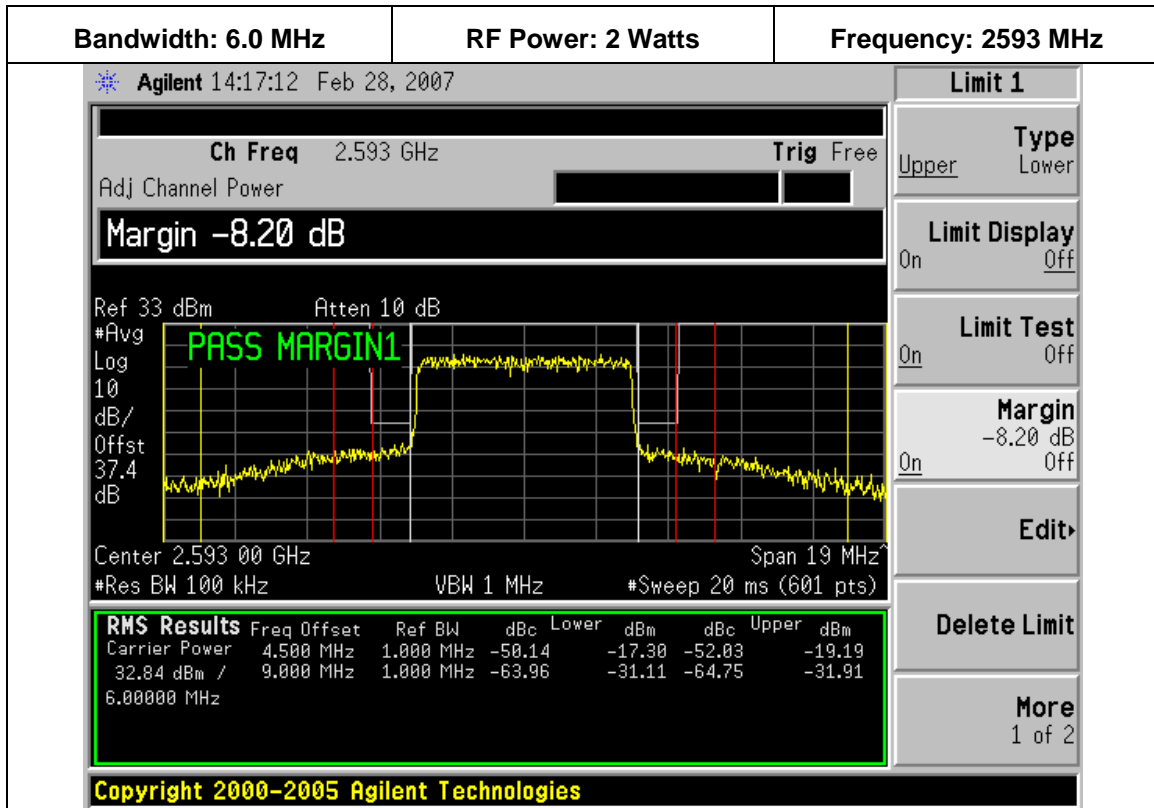 Bandwidth: 6.0 MHz RF Power: 2 Watts Frequency: 2593 MHz
Agilent 14:17:12 Feb 28, 2007
Limit 1
Ch Freq 2.593 GHz Trig Free
Adj Channel Power
Type
Upper Lower
Margin -8.20 dB
Limit Display
On Off
Ref 33 dBm Atten 10 dB
#Avg
Log
10
dB/
Offst
37.4
dB
PASS MARGIN1
Limit Test
On Off
Margin
-8.20 dB
On Off
Center 2.593 00 GHz Span 19 MHz^
#Res BW 100 kHz VBW 1 MHz #Sweep 20 ms (601 pts)
Edit
RMS Results Freq Offset Ref BW dBc Lower dBm dBc Upper dBm
Carrier Power 4.500 MHz 1.000 MHz -50.14 -17.30 -52.03 -19.19
32.84 dBm / 9.000 MHz 1.000 MHz -63.96 -31.11 -64.75 -31.91
6.00000 MHz
Delete Limit
More
1 of 2
Copyright 2000-2005 Agilent Technologies